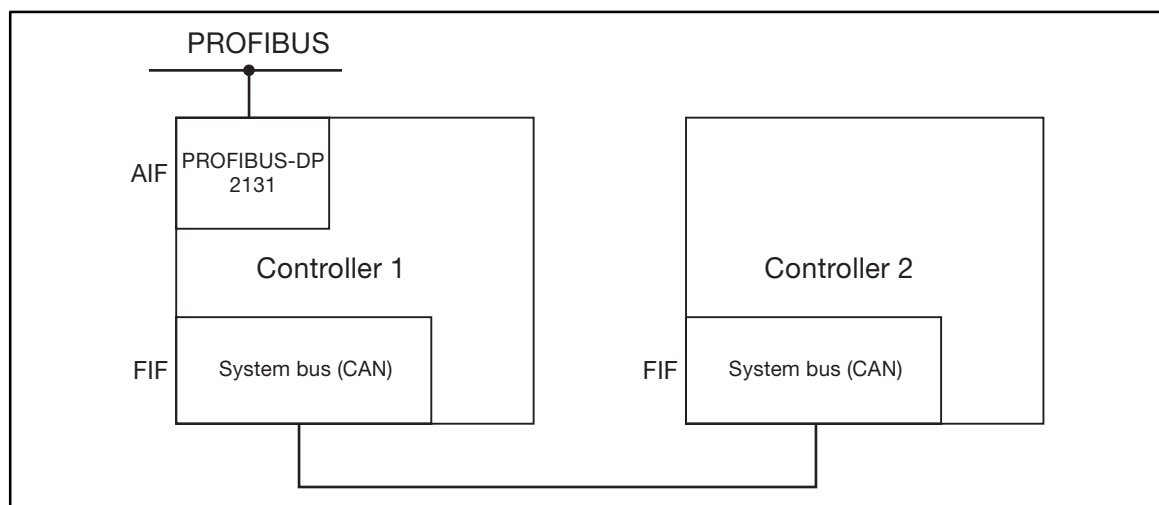 PROFIBUS
AIF
PROFIBUS-DP
2131
Controller 1
Controller 2
FIF
System bus (CAN)
FIF
System bus (CAN)